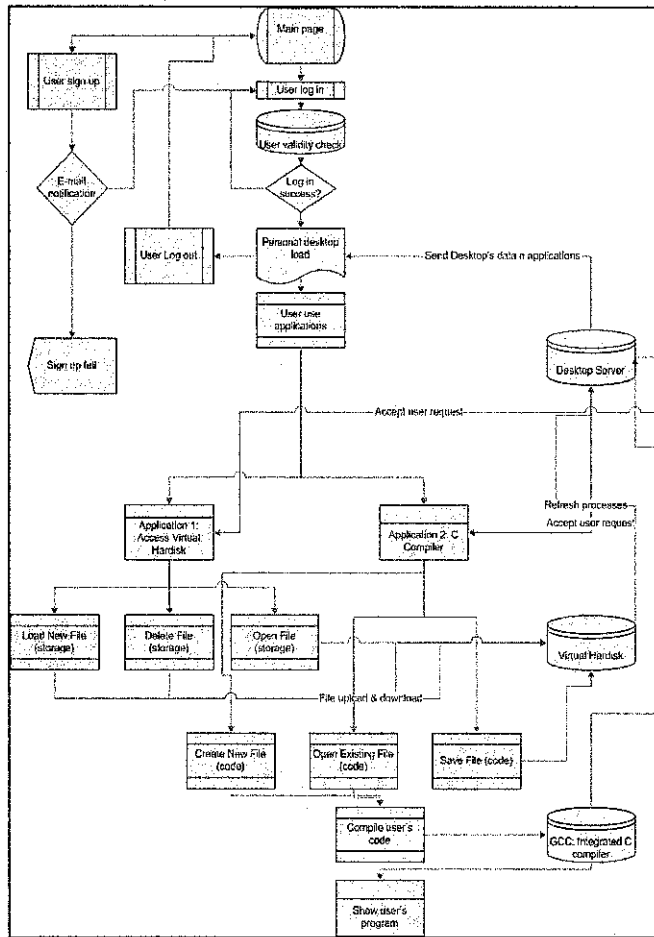 Main page
User sign up
User log in
User validity check
E-mail
notification
Log in
success?
User Log out
Personal desktop
load
Send Desktop's data n applications
User use
applications
Sign up fail
Desktop Server
Accept user request
Refresh processes
Accept user request
Application 1:
Access Virtual
Hardisk
Application 2: C
Compiler
Load New File
(storage)
Delete File
(storage)
Open File
(storage)
Virtual Hardisk
File upload & download
Create New File
(code)
Open Existing File
(code)
Save File (code)
Compile user's
code
GCC: Integrated C
compiler
Show user's
program